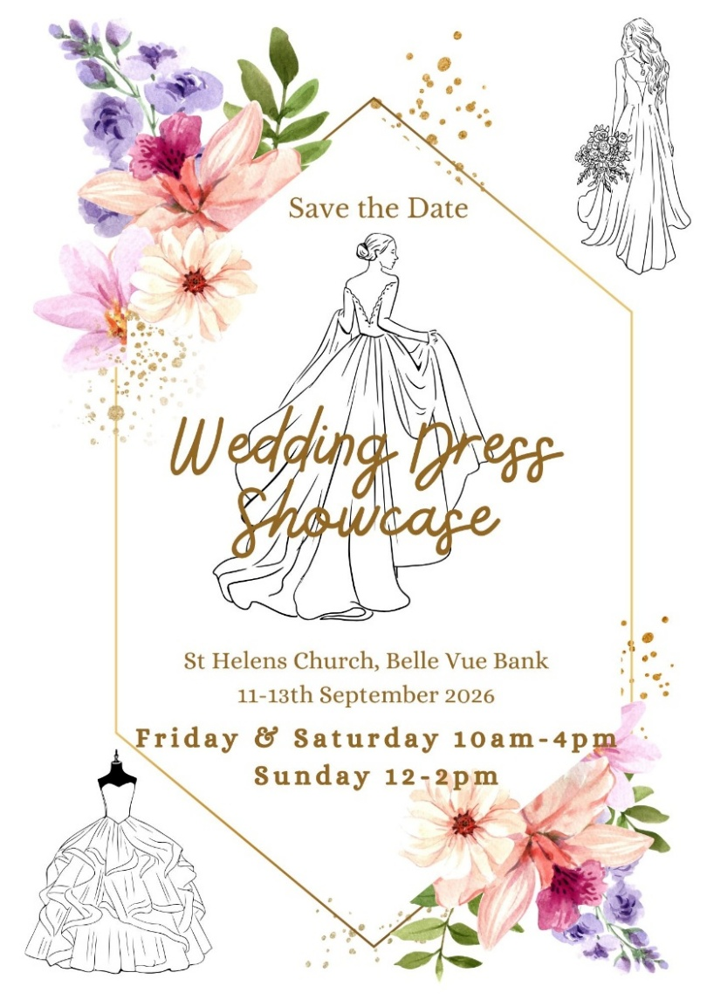 Save the Date
Wedding Dress
Showcase
St Helens Church, Belle Vue Bank
11-13th September 2026
Friday & Saturday 10am-4pm
Sunday 12-2pm